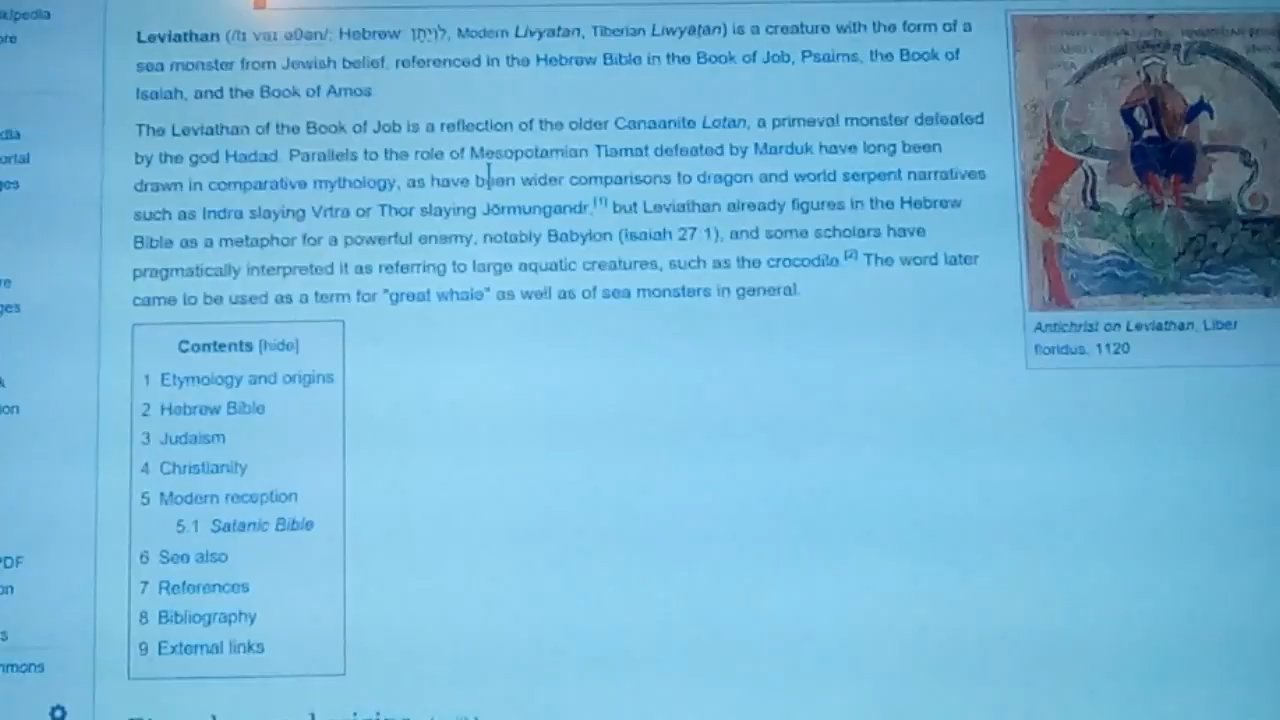 Leviathan (/lɪˈvaɪ.əθən/; Hebrew לִוְיָתָן, Modern Livyatan, Tiberian Liwyāṯān) is a creature with the form of a
sea monster from Jewish belief, referenced in the Hebrew Bible in the Book of Job, Psalms, the Book of
Isaiah, and the Book of Amos.
The Leviathan of the Book of Job is a reflection of the older Canaanite Lotan, a primeval monster defeated
by the god Hadad. Parallels to the role of Mesopotamian Tiamat defeated by Marduk have long been
drawn in comparative mythology, as have been wider comparisons to dragon and world serpent narratives
such as Indra slaying Vrtra or Thor slaying Jörmungandr,[1] but Leviathan already figures in the Hebrew
Bible as a metaphor for a powerful enemy, notably Babylon (Isaiah 27:1), and some scholars have
pragmatically interpreted it as referring to large aquatic creatures, such as the crocodile.[2] The word later
came to be used as a term for "great whale" as well as of sea monsters in general.
Antichrist on Leviathan, Liber
floridus, 1120
Contents [hide]
1 Etymology and origins
2 Hebrew Bible
3 Judaism
4 Christianity
5 Modern reception
5.1 Satanic Bible
6 See also
7 References
8 Bibliography
9 External links
PDF